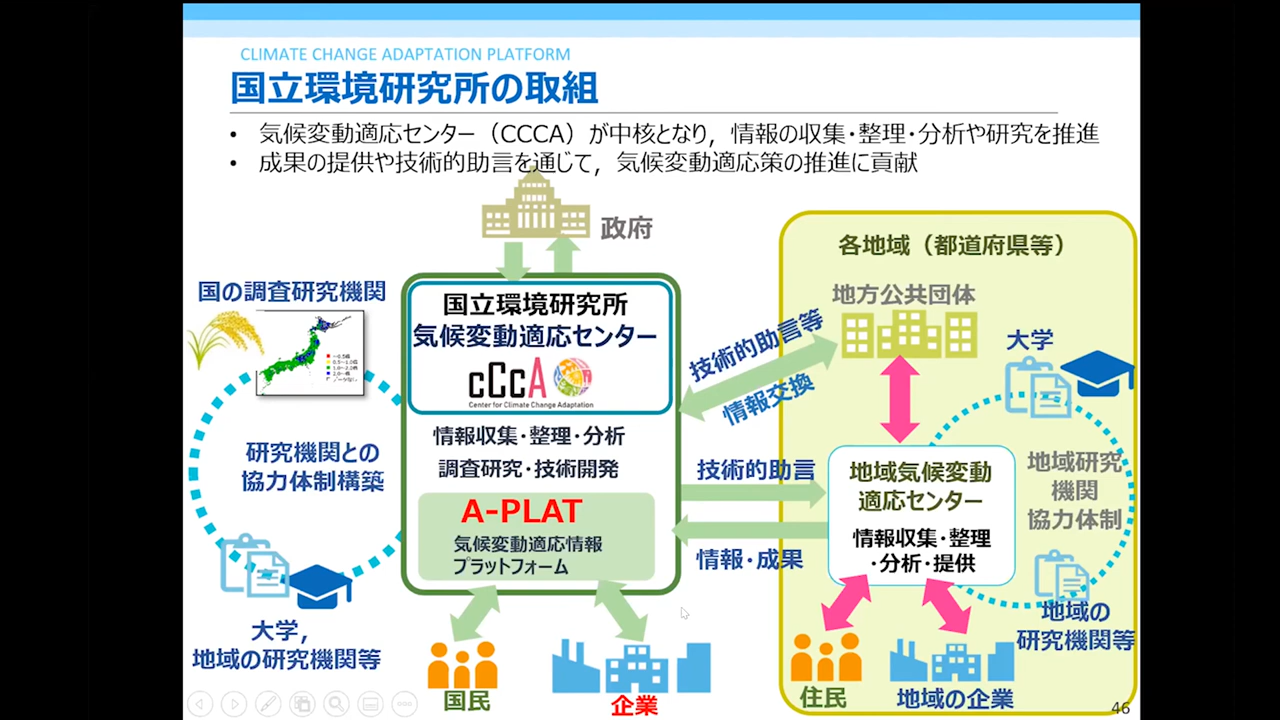 CLIMATE CHANGE ADAPTATION PLATFORM
国立環境研究所の取組
• 気候変動適応センター（CCCA）が中核となり，情報の収集・整理・分析や研究を推進
• 成果の提供や技術的助言を通じて，気候変動適応策の推進に貢献
政府
国の調査研究機関
研究機関との
協力体制構築
大学，
地域の研究機関等
国立環境研究所
気候変動適応センター
cCcA
Center for Climate Change Adaptation
情報収集・整理・分析
調査研究・技術開発
A-PLAT
気候変動適応情報
プラットフォーム
国民
企業
技術的助言等
情報交換
技術的助言
情報・成果
各地域（都道府県等）
地方公共団体
大学
地域気候変動
適応センター
情報収集・整理
・分析・提供
地域研究
機関
協力体制
地域の
研究機関等
住民
地域の企業
46